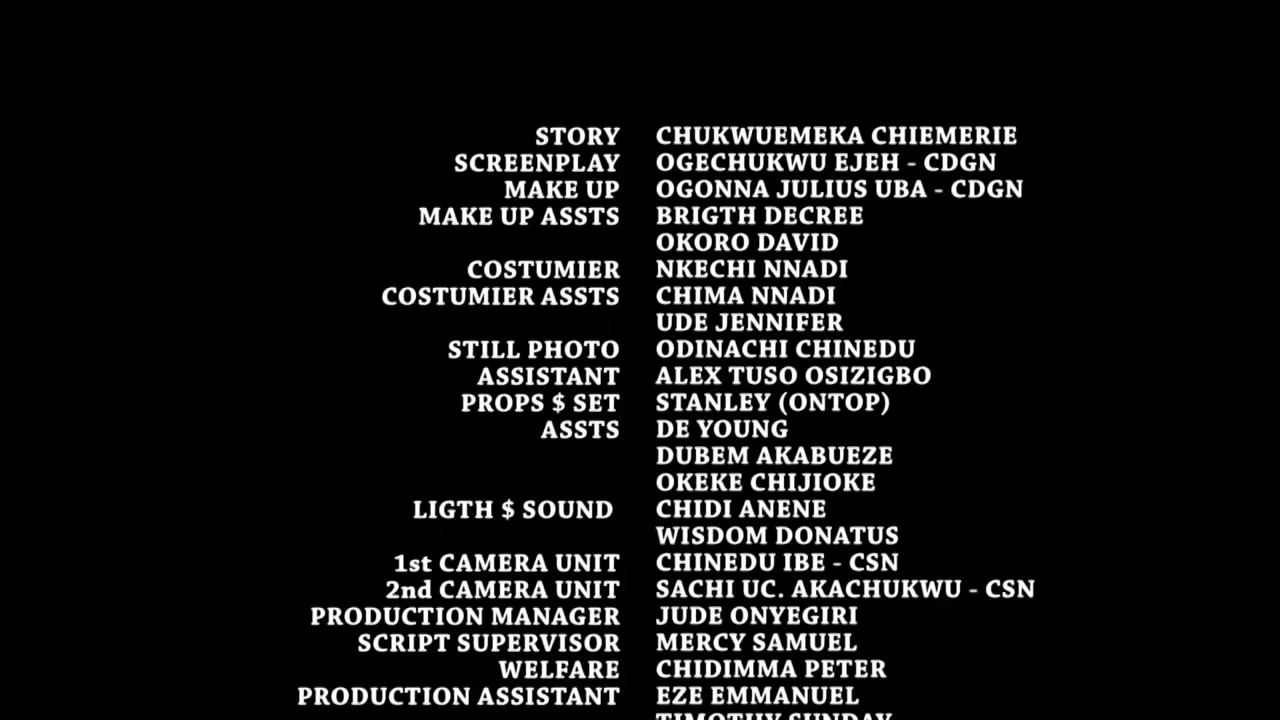 STORY CHUKWUEMEKA CHIEMERIE
SCREENPLAY OGECHUKWU EJEH - CDGN
MAKE UP OGONNA JULIUS UBA - CDGN
MAKE UP ASSTS BRIGTH DECREE
OKORO DAVID
COSTUMIER NKECHI NNADI
COSTUMIER ASSTS CHIMA NNADI
UDE JENNIFER
STILL PHOTO ODINACHI CHINEDU
ASSISTANT ALEX TUSO OSIZIGBO
PROPS $ SET STANLEY (ONTOP)
ASSTS DE YOUNG
DUBEM AKABUEZE
OKEKE CHIJIOKE
LIGTH $ SOUND CHIDI ANENE
WISDOM DONATUS
1st CAMERA UNIT CHINEDU IBE - CSN
2nd CAMERA UNIT SACHI UC. AKACHUKWU - CSN
PRODUCTION MANAGER JUDE ONYEGIRI
SCRIPT SUPERVISOR MERCY SAMUEL
WELFARE CHIDIMMA PETER
PRODUCTION ASSISTANT EZE EMMANUEL
TIMOTHY SUNDAY